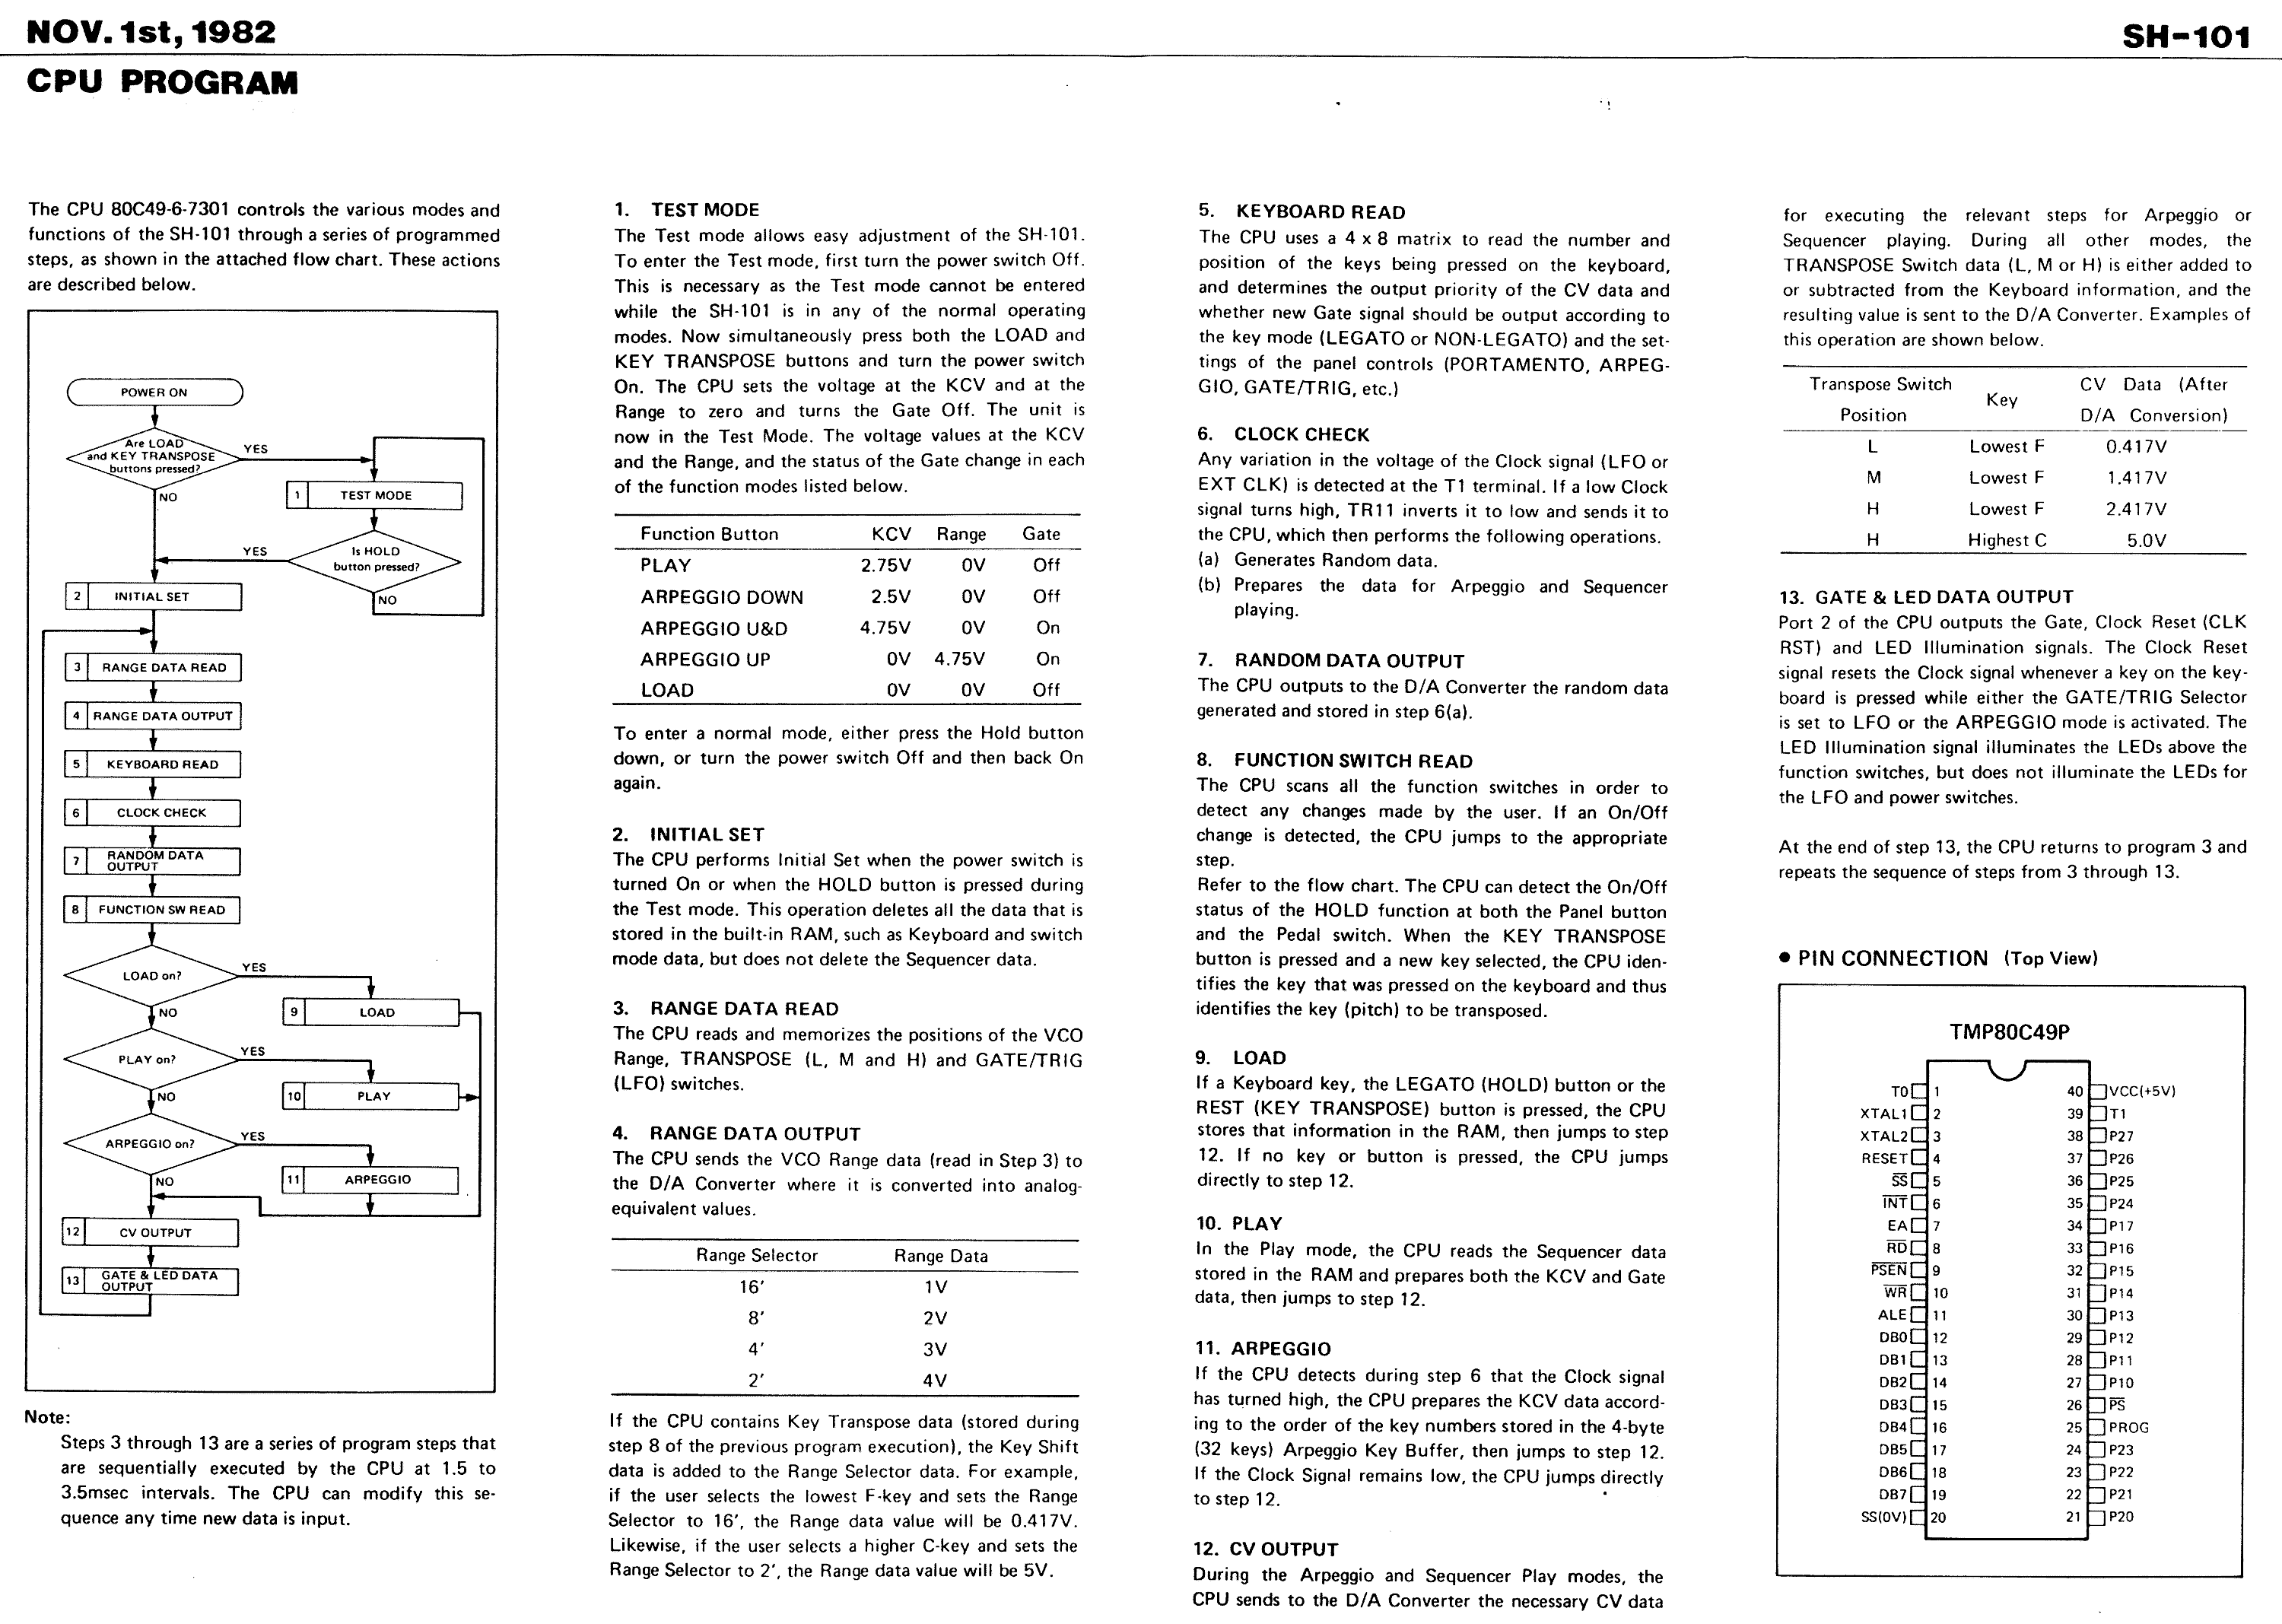 NOV. 1st, 1982
SH-101
CPU PROGRAM
The CPU 80C49-6-7301 controls the various modes and
functions of the SH-101 through a series of programmed
steps, as shown in the attached flow chart. These actions
are described below.
POWER ON
Are LOAD
and KEY TRANSPOSE
buttons pressed?
YES
NO
1 TEST MODE
Is HOLD
button pressed?
YES
NO
2 INITIAL SET
3 RANGE DATA READ
4 RANGE DATA OUTPUT
5 KEYBOARD READ
6 CLOCK CHECK
7 RANDOM DATA
OUTPUT
8 FUNCTION SW READ
LOAD on?
YES
NO
9 LOAD
PLAY on?
YES
NO
10 PLAY
ARPEGGIO on?
YES
NO
11 ARPEGGIO
12 CV OUTPUT
13 GATE & LED DATA
OUTPUT
Note:
Steps 3 through 13 are a series of program steps that
are sequentially executed by the CPU at 1.5 to
3.5msec intervals. The CPU can modify this se-
quence any time new data is input.
1. TEST MODE
The Test mode allows easy adjustment of the SH-101.
To enter the Test mode, first turn the power switch Off.
This is necessary as the Test mode cannot be entered
while the SH-101 is in any of the normal operating
modes. Now simultaneously press both the LOAD and
KEY TRANSPOSE buttons and turn the power switch
On. The CPU sets the voltage at the KCV and at the
Range to zero and turns the Gate Off. The unit is
now in the Test Mode. The voltage values at the KCV
and the Range, and the status of the Gate change in each
of the function modes listed below.
Function Button KCV Range Gate
PLAY 2.75V 0V Off
ARPEGGIO DOWN 2.5V 0V Off
ARPEGGIO U&D 4.75V 0V On
ARPEGGIO UP 0V 4.75V On
LOAD 0V 0V Off
To enter a normal mode, either press the Hold button
down, or turn the power switch Off and then back On
again.
2. INITIAL SET
The CPU performs Initial Set when the power switch is
turned On or when the HOLD button is pressed during
the Test mode. This operation deletes all the data that is
stored in the built-in RAM, such as Keyboard and switch
mode data, but does not delete the Sequencer data.
3. RANGE DATA READ
The CPU reads and memorizes the positions of the VCO
Range, TRANSPOSE (L, M and H) and GATE/TRIG
(LFO) switches.
4. RANGE DATA OUTPUT
The CPU sends the VCO Range data (read in Step 3) to
the D/A Converter where it is converted into analog-
equivalent values.
Range Selector Range Data
16′ 1V
8′ 2V
4′ 3V
2′ 4V
If the CPU contains Key Transpose data (stored during
step 8 of the previous program execution), the Key Shift
data is added to the Range Selector data. For example,
if the user selects the lowest F-key and sets the Range
Selector to 16′, the Range data value will be 0.417V.
Likewise, if the user selects a higher C-key and sets the
Range Selector to 2′, the Range data value will be 5V.
5. KEYBOARD READ
The CPU uses a 4 x 8 matrix to read the number and
position of the keys being pressed on the keyboard,
and determines the output priority of the CV data and
whether new Gate signal should be output according to
the key mode (LEGATO or NON-LEGATO) and the set-
tings of the panel controls (PORTAMENTO, ARPEG-
GIO, GATE/TRIG, etc.)
6. CLOCK CHECK
Any variation in the voltage of the Clock signal (LFO or
EXT CLK) is detected at the T1 terminal. If a low Clock
signal turns high, TR11 inverts it to low and sends it to
the CPU, which then performs the following operations.
(a) Generates Random data.
(b) Prepares the data for Arpeggio and Sequencer
playing.
7. RANDOM DATA OUTPUT
The CPU outputs to the D/A Converter the random data
generated and stored in step 6(a).
8. FUNCTION SWITCH READ
The CPU scans all the function switches in order to
detect any changes made by the user. If an On/Off
change is detected, the CPU jumps to the appropriate
step.
Refer to the flow chart. The CPU can detect the On/Off
status of the HOLD function at both the Panel button
and the Pedal switch. When the KEY TRANSPOSE
button is pressed and a new key selected, the CPU iden-
tifies the key that was pressed on the keyboard and thus
identifies the key (pitch) to be transposed.
9. LOAD
If a Keyboard key, the LEGATO (HOLD) button or the
REST (KEY TRANSPOSE) button is pressed, the CPU
stores that information in the RAM, then jumps to step
12. If no key or button is pressed, the CPU jumps
directly to step 12.
10. PLAY
In the Play mode, the CPU reads the Sequencer data
stored in the RAM and prepares both the KCV and Gate
data, then jumps to step 12.
11. ARPEGGIO
If the CPU detects during step 6 that the Clock signal
has turned high, the CPU prepares the KCV data accord-
ing to the order of the key numbers stored in the 4-byte
(32 keys) Arpeggio Key Buffer, then jumps to step 12.
If the Clock Signal remains low, the CPU jumps directly
to step 12.
12. CV OUTPUT
During the Arpeggio and Sequencer Play modes, the
CPU sends to the D/A Converter the necessary CV data
for executing the relevant steps for Arpeggio or
Sequencer playing. During all other modes, the
TRANSPOSE Switch data (L, M or H) is either added to
or subtracted from the Keyboard information, and the
resulting value is sent to the D/A Converter. Examples of
this operation are shown below.
Transpose Switch Position Key CV Data (After D/A Conversion)
L Lowest F 0.417V
M Lowest F 1.417V
H Lowest F 2.417V
H Highest C 5.0V
13. GATE & LED DATA OUTPUT
Port 2 of the CPU outputs the Gate, Clock Reset (CLK
RST) and LED Illumination signals. The Clock Reset
signal resets the Clock signal whenever a key on the key-
board is pressed while either the GATE/TRIG Selector
is set to LFO or the ARPEGGIO mode is activated. The
LED Illumination signal illuminates the LEDs above the
function switches, but does not illuminate the LEDs for
the LFO and power switches.
At the end of step 13, the CPU returns to program 3 and
repeats the sequence of steps from 3 through 13.
● PIN CONNECTION (Top View)
TMP80C49P
T0 1 40 VCC(+5V)
XTAL1 2 39 T1
XTAL2 3 38 P27
RESET 4 37 P26
SS 5 36 P25
INT 6 35 P24
EA 7 34 P17
RD 8 33 P16
PSEN 9 32 P15
WR 10 31 P14
ALE 11 30 P13
DB0 12 29 P12
DB1 13 28 P11
DB2 14 27 P10
DB3 15 26 PS
DB4 16 25 PROG
DB5 17 24 P23
DB6 18 23 P22
DB7 19 22 P21
SS(0V) 20 21 P20